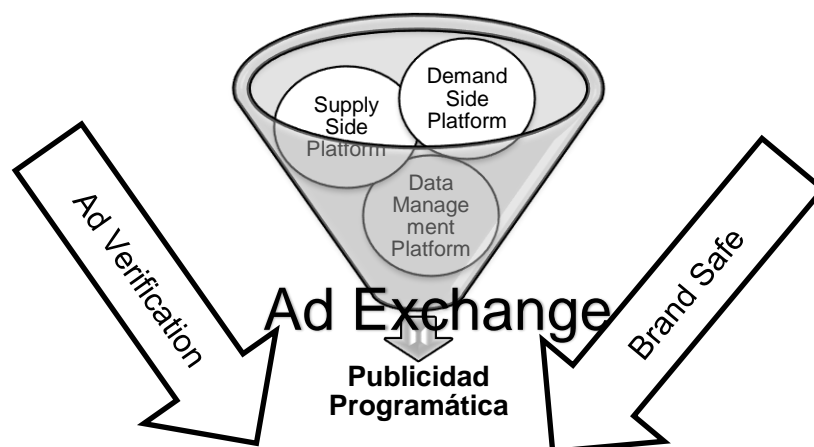 Demand
Side
Platform
Supply
Side
Platform
Data
Manage
ment
Platform
Ad Verification
Brand Safe
Ad Exchange
Publicidad
Programática